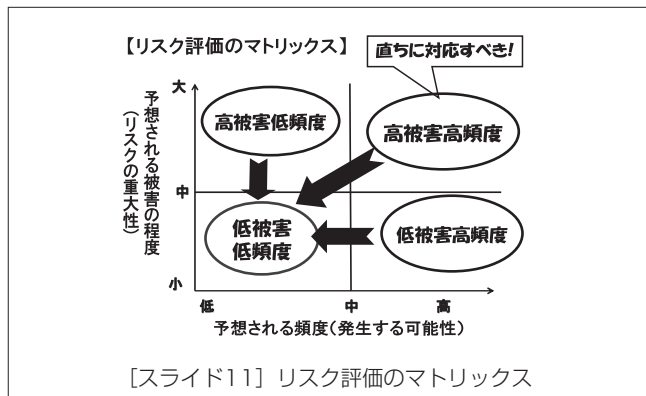 【リスク評価のマトリックス】
直ちに対応すべき!
大
中
小
予想される被害の程度
(リスクの重大性)
高被害低頻度
高被害高頻度
低被害
低頻度
低被害高頻度
低
中
高
予想される頻度(発生する可能性)
[スライド11] リスク評価のマトリックス